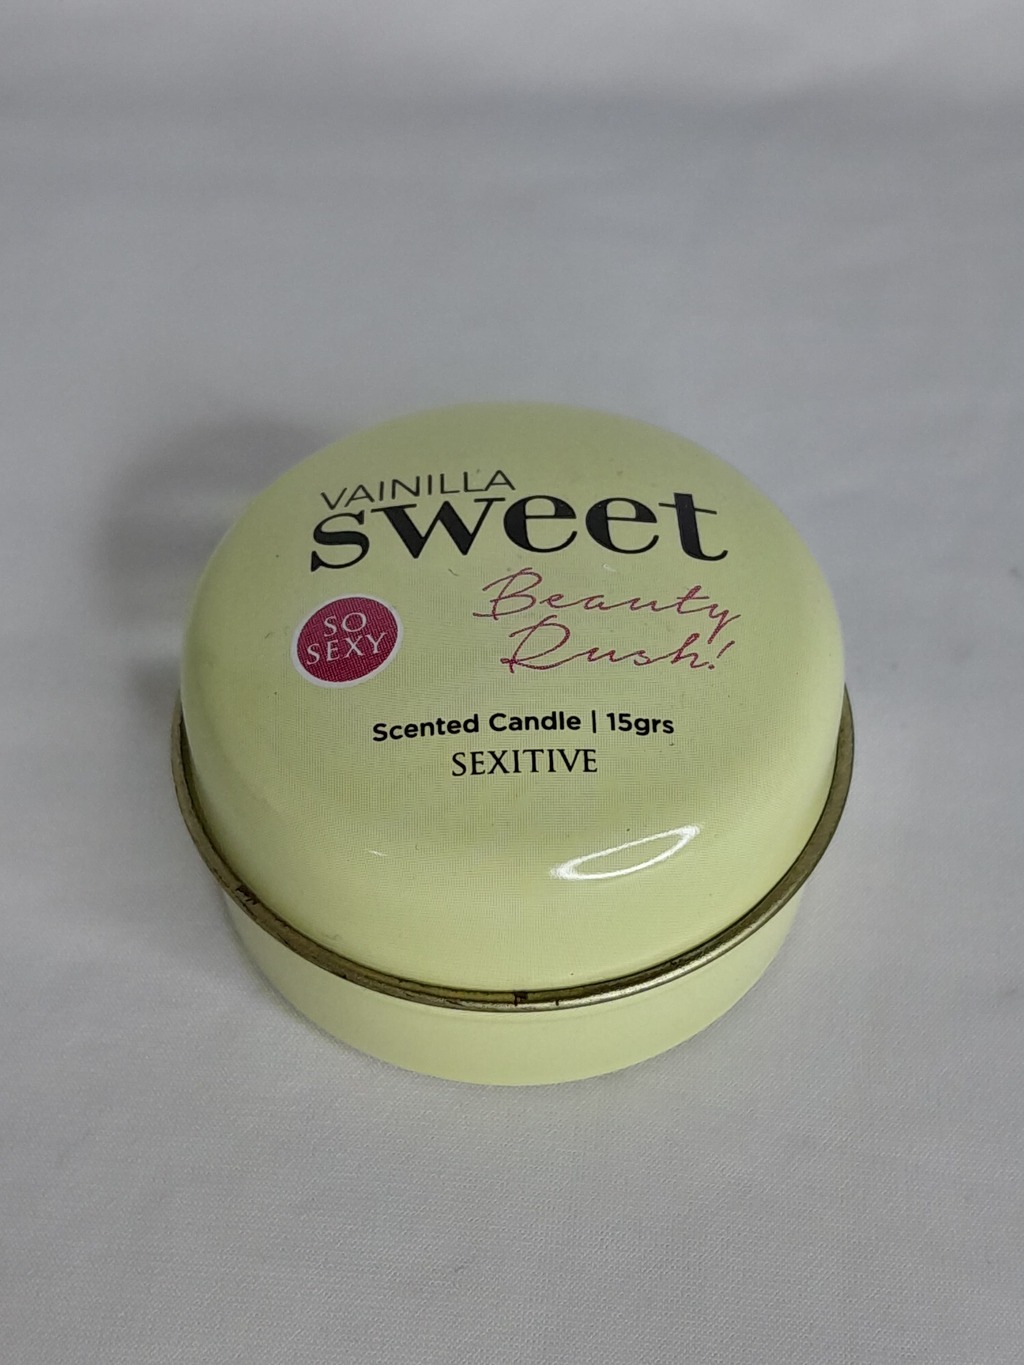 VAINILLA
sweet
Beauty
Rush!
SO
SEXY
Scented Candle | 15grs
SEXITIVE